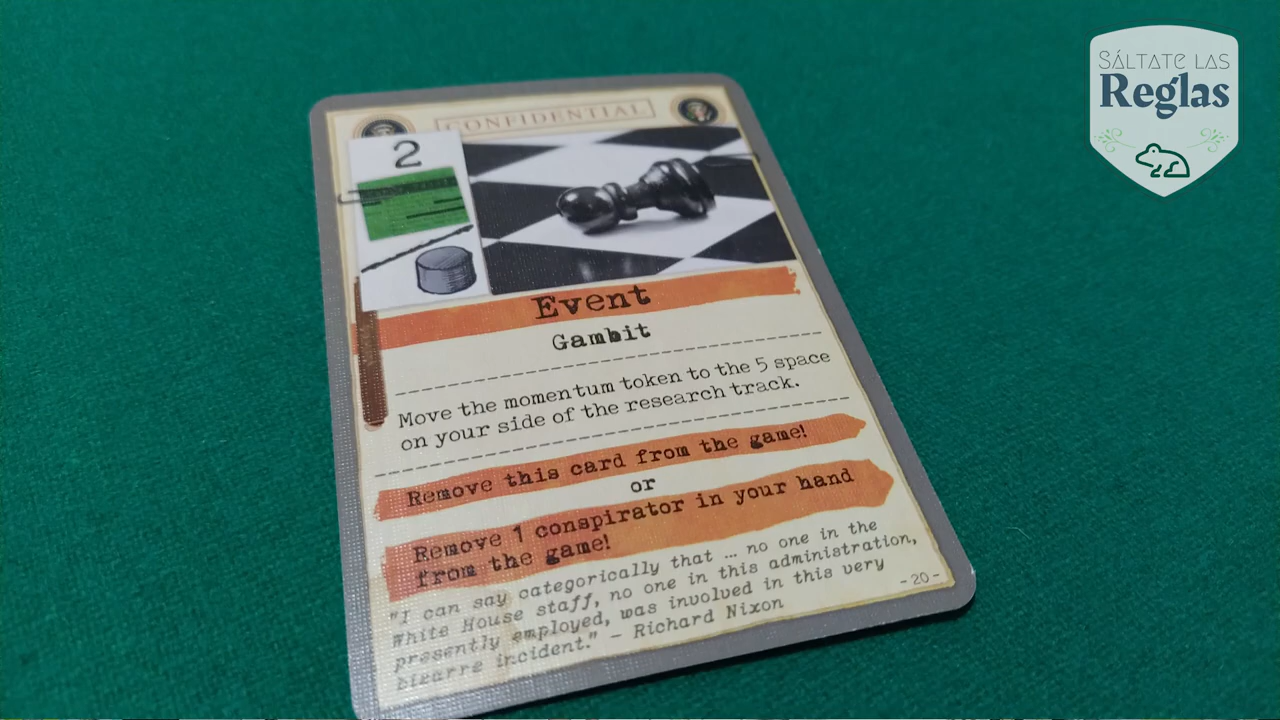 SÁLTATE LAS
Reglas
CONFIDENTIAL
2
Event
Gambit
Move the momentum token to the 5 space
on your side of the research track.
Remove this card from the game!
or
Remove 1 conspirator in your hand
from the game!
"I can say categorically that … no one in the
White House staff, no one in this administration,
presently employed, was involved in this very
bizarre incident." – Richard Nixon
-20-